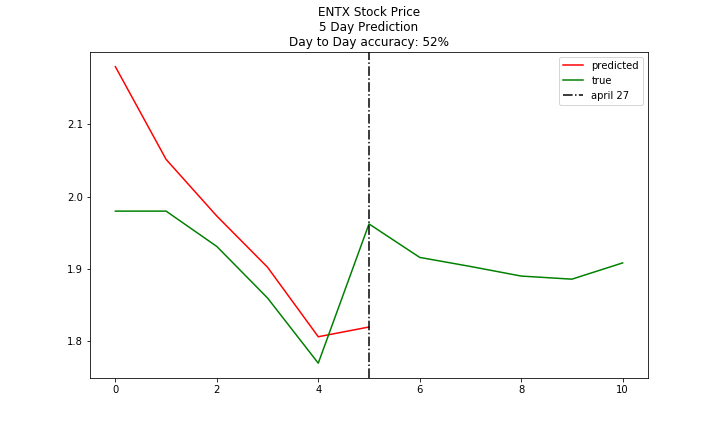 ENTX Stock Price
5 Day Prediction
Day to Day accuracy: 52%
predicted
true
april 27
2.1
2.0
1.9
1.8
0
2
4
6
8
10